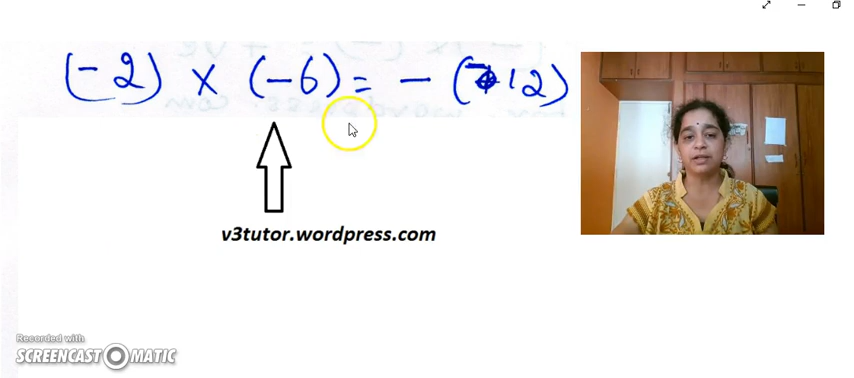 (-2) × (-6) = - (-12)
v3tutor.wordpress.com
Recorded with
SCREENCAST MATIC